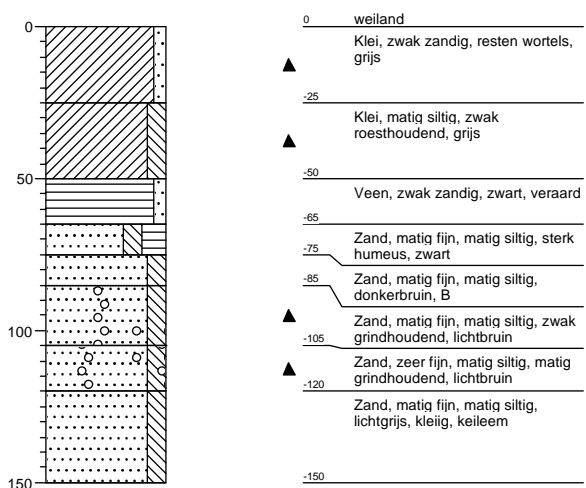 0
50
100
150
0 weiland
Klei, zwak zandig, resten wortels,
grijs
-25
Klei, matig siltig, zwak
roesthoudend, grijs
-50
Veen, zwak zandig, zwart, veraard
-65
Zand, matig fijn, matig siltig, sterk
humeus, zwart
-75
Zand, matig fijn, matig siltig,
donkerbruin, B
-85
Zand, matig fijn, matig siltig, zwak
grindhoudend, lichtbruin
-105
Zand, zeer fijn, matig siltig, matig
grindhoudend, lichtbruin
-120
Zand, matig fijn, matig siltig,
lichtgrijs, kleiig, keileem
-150